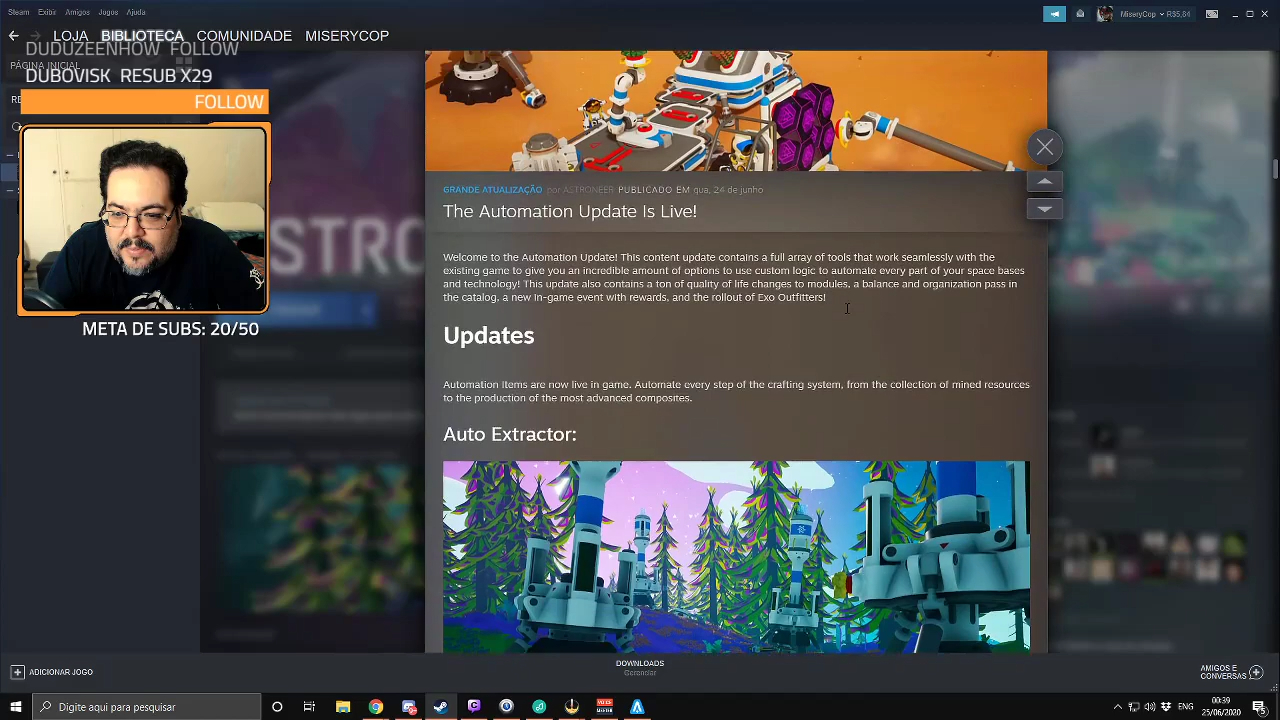 Steam Exibir Amigos Jogos Ajuda
MiseryCop R$5,84
LOJA BIBLIOTECA COMUNIDADE MISERYCOP
DUDUZEENHOW FOLLOW
PÁGINA INICIAL
DUBOVISK RESUB X29
FOLLOW
META DE SUBS: 20/50
GRANDE ATUALIZAÇÃO por ASTRONEER PUBLICADO EM qua, 24 de junho
The Automation Update Is Live!
Welcome to the Automation Update! This content update contains a full array of tools that work seamlessly with the
existing game to give you an incredible amount of options to use custom logic to automate every part of your space bases
and technology! This update also contains a ton of quality of life changes to modules, a balance and organization pass in
the catalog, a new in-game event with rewards, and the rollout of Exo Outfitters!
Updates
Automation Items are now live in game. Automate every step of the crafting system, from the collection of mined resources
to the production of the most advanced composites.
Auto Extractor:
ADICIONAR JOGO
DOWNLOADS
Gerenciar
AMIGOS E
CONVERSAS
Digite aqui para pesquisar
ENG
00:39
25/06/2020